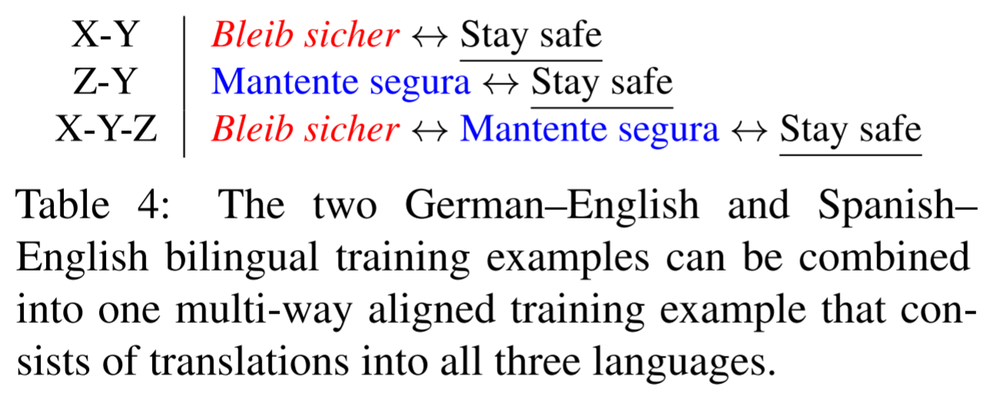 X-Y | Bleib sicher ↔ Stay safe
Z-Y | Mantente segura ↔ Stay safe
X-Y-Z | Bleib sicher ↔ Mantente segura ↔ Stay safe
Table 4: The two German–English and Spanish–
English bilingual training examples can be combined
into one multi-way aligned training example that con-
sists of translations into all three languages.